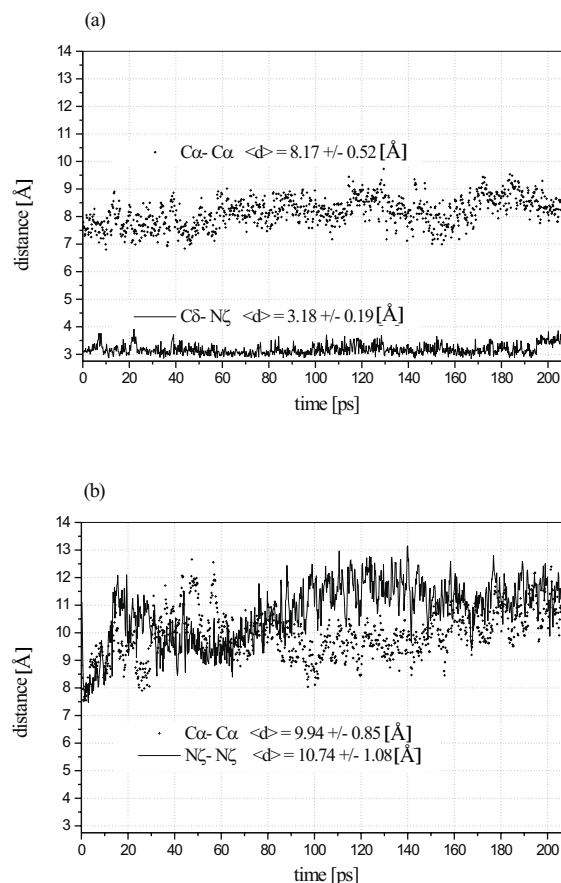 (a)
14
13
12
11
10
9
8
7
6
5
4
3
distance [Å]
Cα- Cα <d> = 8.17 +/- 0.52 [Å]
Cδ- Nζ <d> = 3.18 +/- 0.19 [Å]
0 20 40 60 80 100 120 140 160 180 200
time [ps]
(b)
14
13
12
11
10
9
8
7
6
5
4
3
distance [Å]
Cα- Cα <d> = 9.94 +/- 0.85 [Å]
Nζ- Nζ <d> = 10.74 +/- 1.08 [Å]
0 20 40 60 80 100 120 140 160 180 200
time [ps]